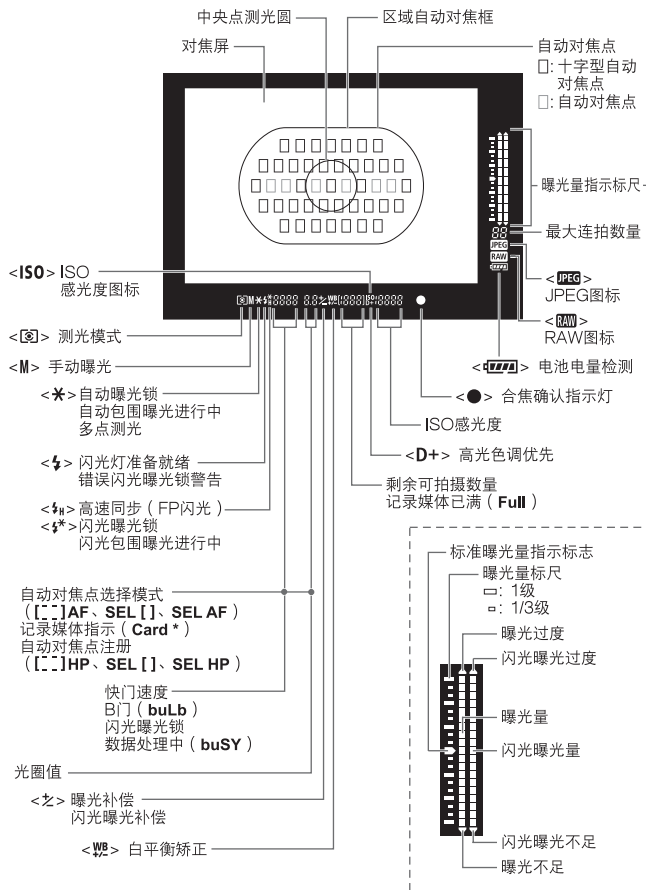 中央点测光圆
区域自动对焦框
对焦屏
自动对焦点
□: 十字型自动
对焦点
□: 自动对焦点
曝光量指示标尺
最大连拍数量
<JPEG>
JPEG图标
<RAW>
RAW图标
<ISO> ISO
感光度图标
<测光模式图标> 测光模式
<M> 手动曝光
电池电量检测
<●> 合焦确认指示灯
<✱>自动曝光锁
自动包围曝光进行中
多点测光
ISO感光度
<D+> 高光色调优先
<⚡> 闪光灯准备就绪
错误闪光曝光锁警告
剩余可拍摄数量
记录媒体已满（Full）
<⚡H>高速同步（FP闪光）
<⚡*>闪光曝光锁
闪光包围曝光进行中
标准曝光量指示标志
曝光量标尺
▭: 1级
▫: 1/3级
自动对焦点选择模式
（[ ]AF、SEL [ ]、SEL AF）
记录媒体指示（Card *）
自动对焦点注册
（[ ]HP、SEL [ ]、SEL HP）
曝光过度
闪光曝光过度
快门速度
B门（buLb）
闪光曝光锁
数据处理中（buSY）
曝光量
闪光曝光量
光圈值
<+/-> 曝光补偿
闪光曝光补偿
<WB+/-> 白平衡矫正
闪光曝光不足
曝光不足